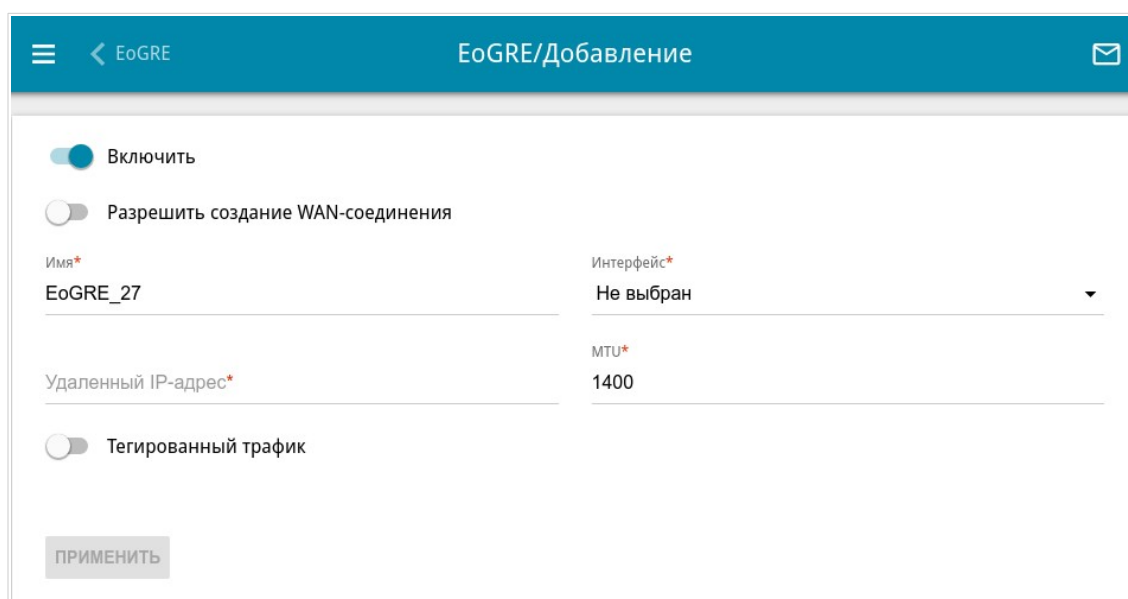 EoGRE
EoGRE/Добавление
Включить
Разрешить создание WAN-соединения
Имя*
Интерфейс*
EoGRE_27
Не выбран
MTU*
Удаленный IP-адрес*
1400
Тегированный трафик
ПРИМЕНИТЬ